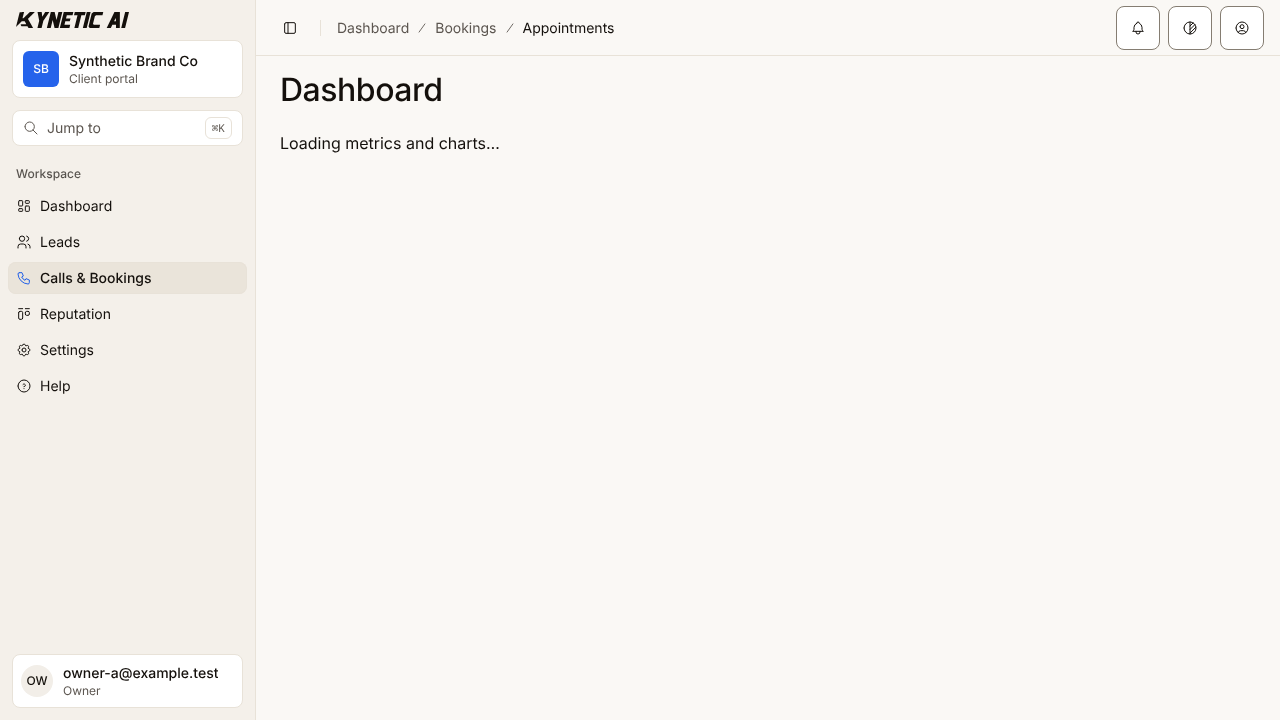 KYNETIC AI
SB
Synthetic Brand Co
Client portal
Jump to
⌘K
Workspace
Dashboard
Leads
Calls & Bookings
Reputation
Settings
Help
OW
owner-a@example.test
Owner
Dashboard / Bookings / Appointments
Dashboard
Loading metrics and charts...